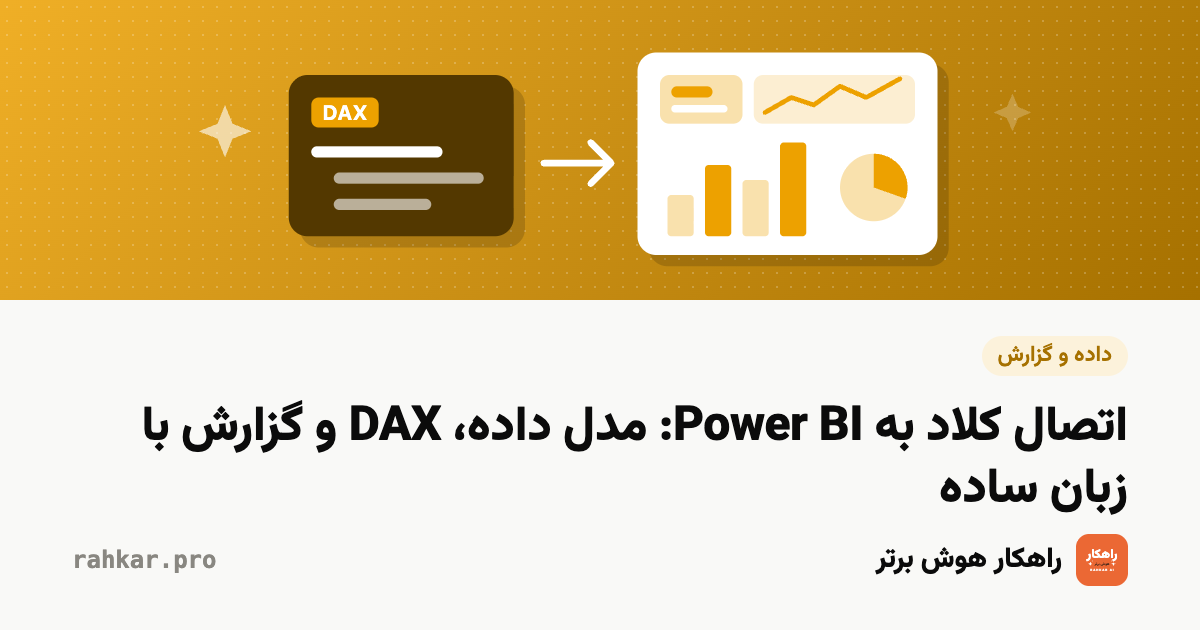 DAX
داده و گزارش
اتصال کلاد به Power BI: مدل داده، DAX و گزارش با
زبان ساده
راهکار
راهکار هوش برتر
rahkar.pro